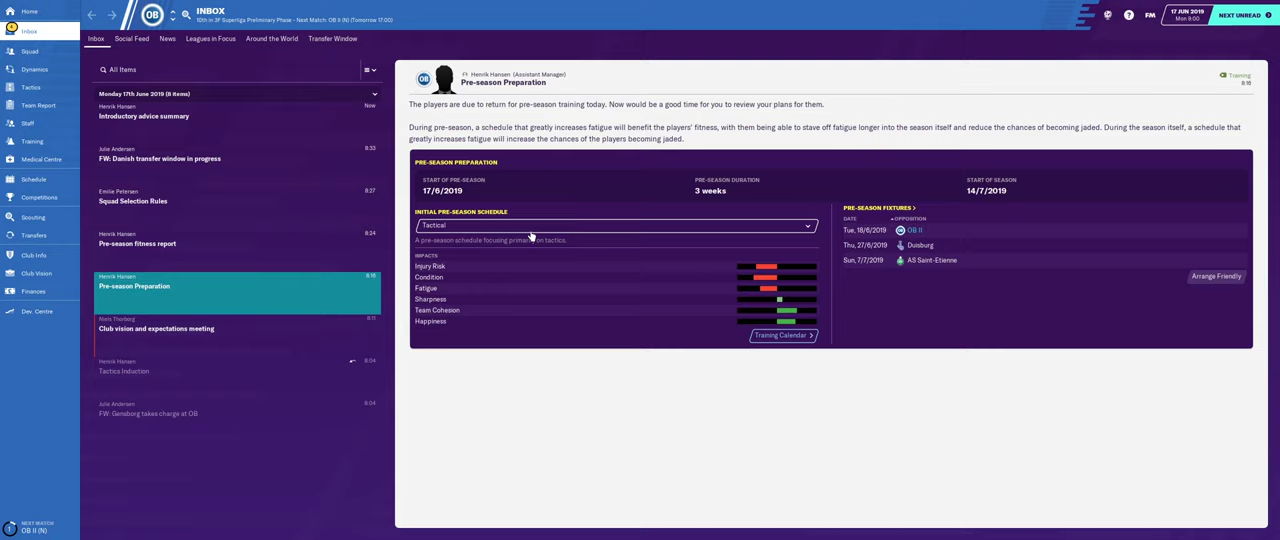 Home
4
Inbox
Squad
Dynamics
Tactics
Team Report
Staff
Training
Medical Centre
Schedule
Competitions
Scouting
Transfers
Club Info
Club Vision
Finances
Dev. Centre
NEXT MATCH
OB II (N)
OB
INBOX
10th in 3F Superliga Preliminary Phase - Next Match: OB II (N) (Tomorrow 17:00)
FM
17 JUN 2019
Mon 9:00
NEXT UNREAD
Inbox
Social Feed
News
Leagues in Focus
Around the World
Transfer Window
All Items
Monday 17th June 2019 (8 items)
Henrik Hansen Now
Introductory advice summary
Julie Andersen 8:33
FW: Danish transfer window in progress
Emilie Petersen 8:27
Squad Selection Rules
Henrik Hansen 8:24
Pre-season fitness report
Henrik Hansen 8:16
Pre-season Preparation
Niels Thorborg 8:11
Club vision and expectations meeting
Henrik Hansen 8:04
Tactics Induction
Julie Andersen 8:04
FW: Gensborg takes charge at OB
OB
Henrik Hansen (Assistant Manager)
Pre-season Preparation
Training
8:16
The players are due to return for pre-season training today. Now would be a good time for you to review your plans for them.
During pre-season, a schedule that greatly increases fatigue will benefit the players' fitness, with them being able to stave off fatigue longer into the season itself and reduce the chances of becoming jaded. During the season itself, a schedule that
greatly increases fatigue will increase the chances of the players becoming jaded.
PRE-SEASON PREPARATION
START OF PRE-SEASON
17/6/2019
PRE-SEASON DURATION
3 weeks
START OF SEASON
14/7/2019
INITIAL PRE-SEASON SCHEDULE
Tactical
A pre-season schedule focusing on tactics.
IMPACTS
Injury Risk
Condition
Fatigue
Sharpness
Team Cohesion
Happiness
Training Calendar >
PRE-SEASON FIXTURES >
DATE OPPOSITION
Tue, 18/6/2019 OB II
Thu, 27/6/2019 Duisburg
Sun, 7/7/2019 AS Saint-Etienne
Arrange Friendly